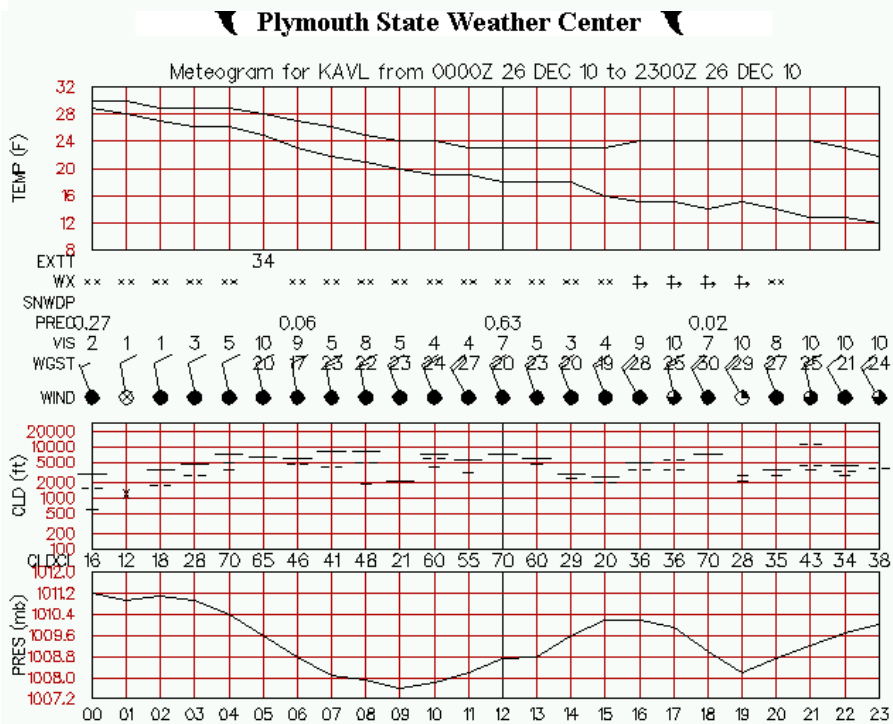 Plymouth State Weather Center
Meteogram for KAVL from 0000Z 26 DEC 10 to 2300Z 26 DEC 10
TEMP (F)
32
28
24
20
16
12
8
EXTT 34
WX
SNWDP
PREC 0.27 0.06 0.63 0.02
VIS 2 1 1 3 5 10 9 5 8 5 4 4 7 5 3 4 9 10 7 10 8 10 10 10
WGST 20 17 23 22 23 24 27 20 23 20 49 28 25 30 29 27 25 21 24
WIND
CLD (ft)
20000
10000
5000
2000
1000
500
200
100
16 12 18 28 70 65 46 41 48 21 60 55 70 60 29 20 36 36 70 28 35 43 34 38
PRES (mb)
1012.0
1011.2
1010.4
1009.6
1008.8
1008.0
1007.2
00 01 02 03 04 05 06 07 08 09 10 11 12 13 14 15 16 17 18 19 20 21 22 23